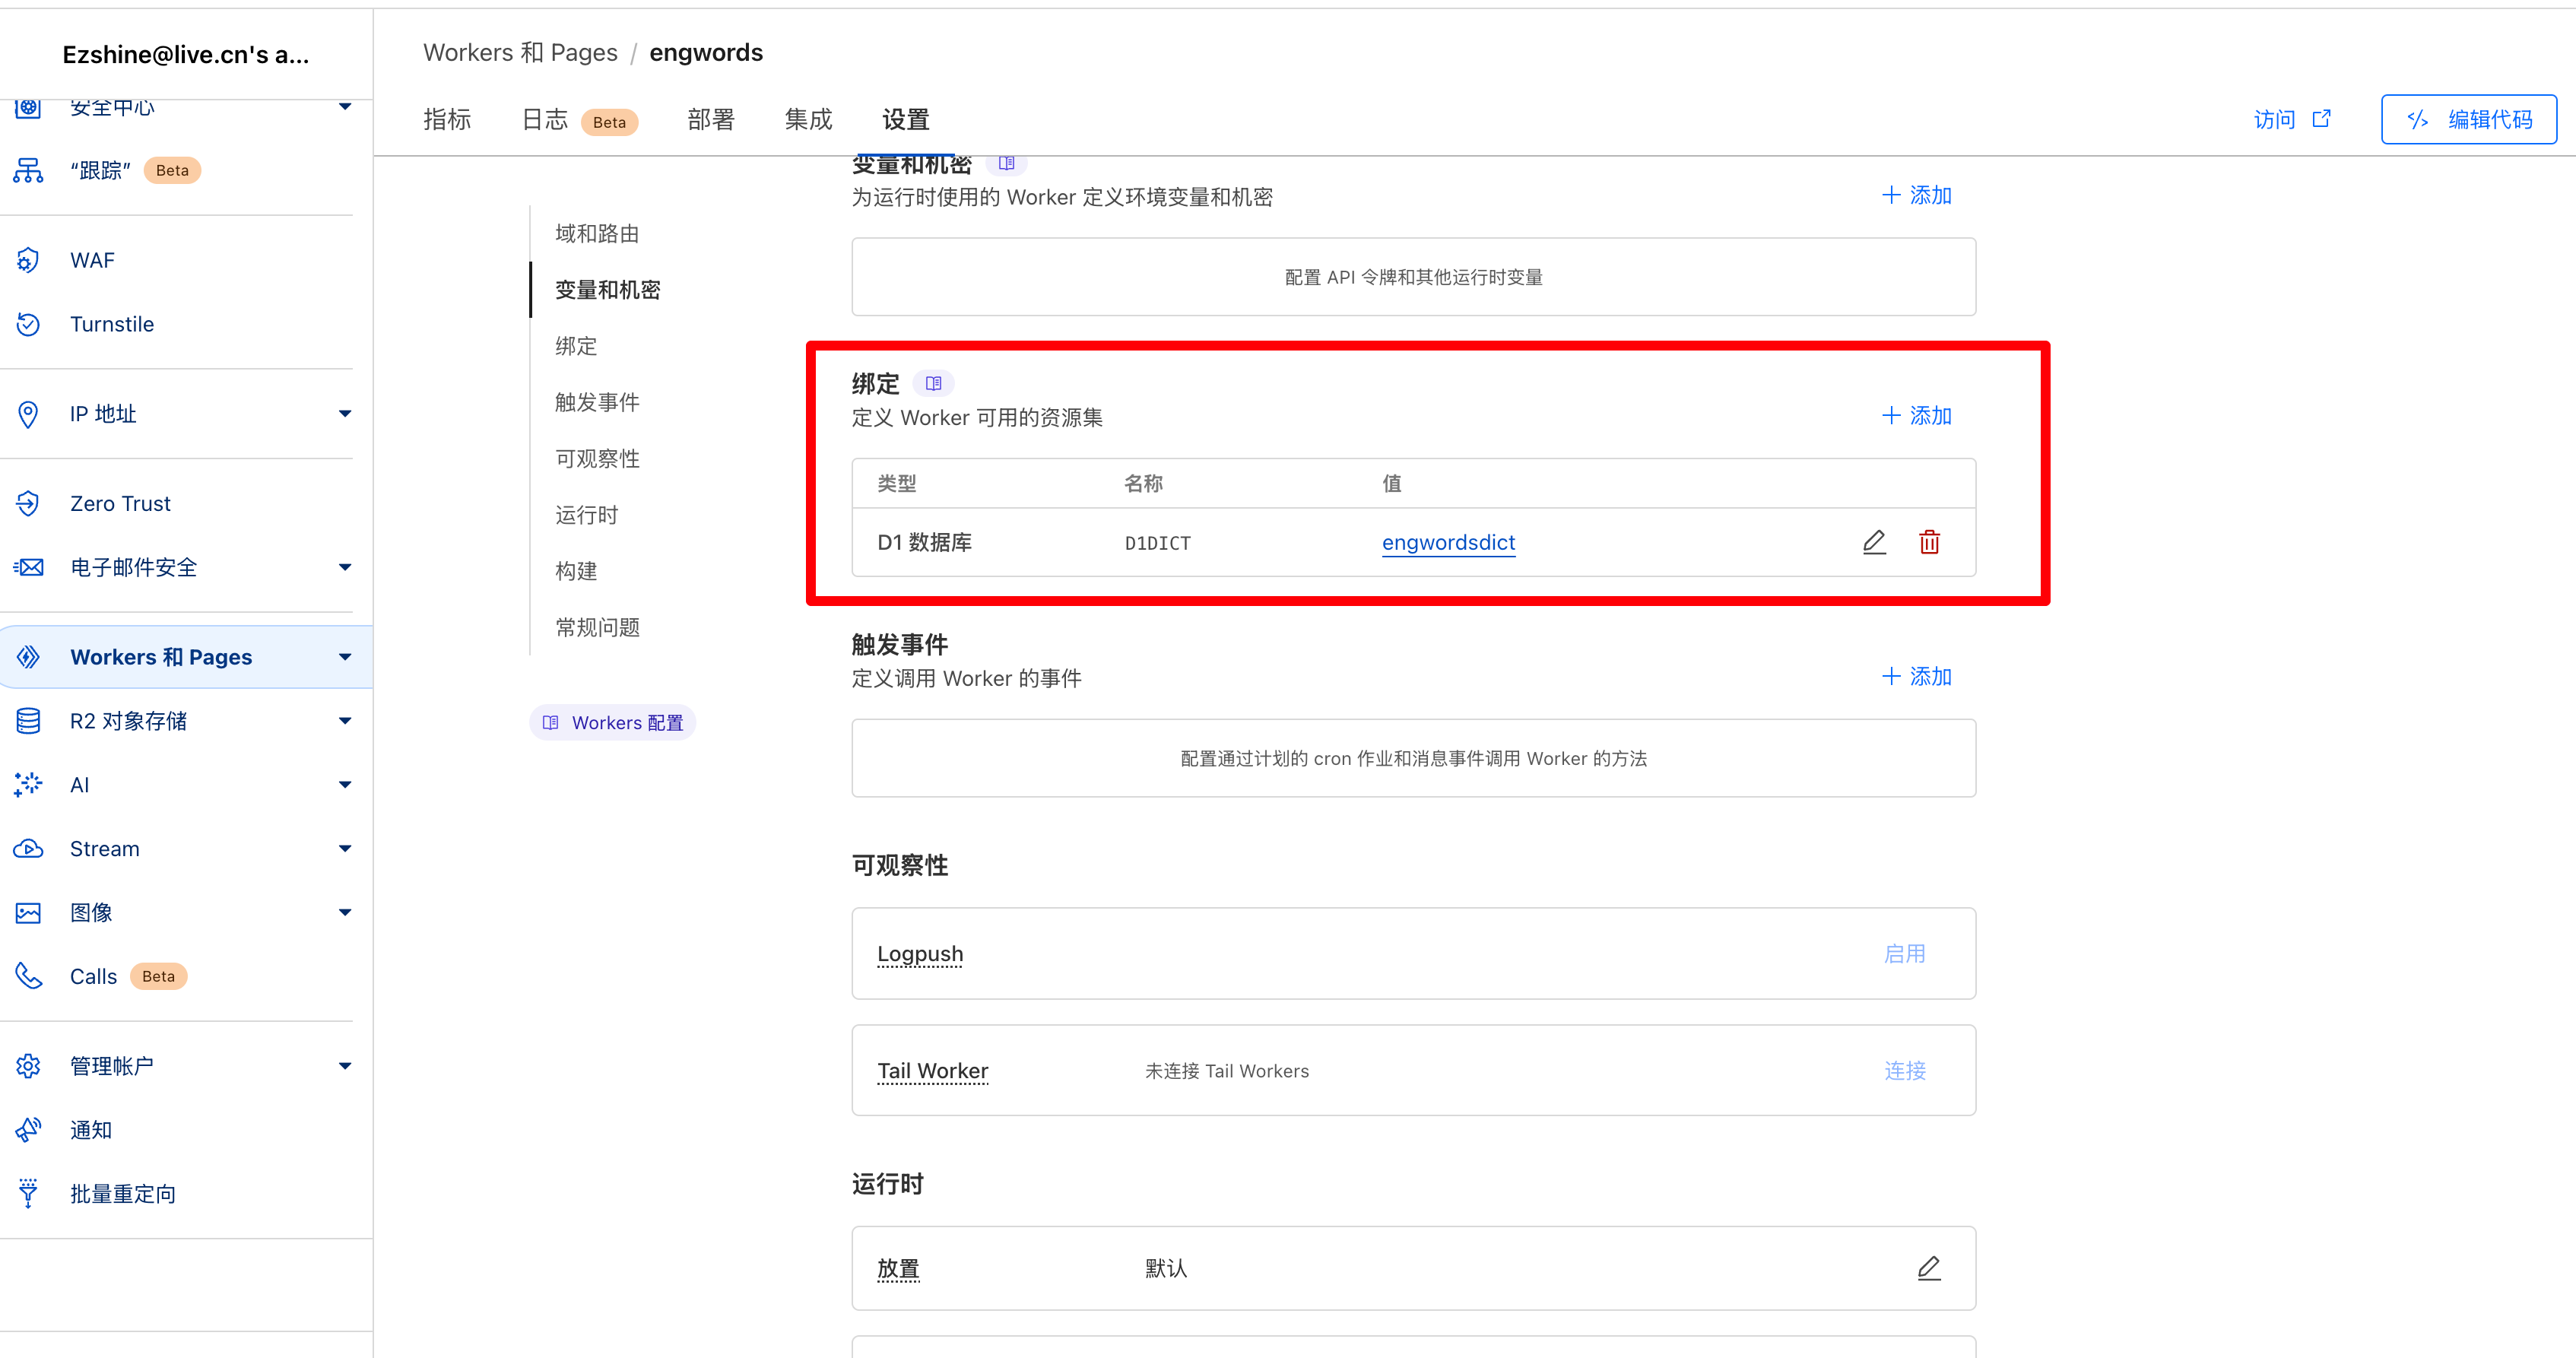 Ezshine@live.cn's a...
安全中心
“跟踪” Beta
WAF
Turnstile
IP 地址
Zero Trust
电子邮件安全
Workers 和 Pages
R2 对象存储
AI
Stream
图像
Calls Beta
管理帐户
通知
批量重定向
Workers 和 Pages / engwords
指标 日志 Beta 部署 集成 设置
访问 编辑代码
域和路由
变量和机密
绑定
触发事件
可观察性
运行时
构建
常规问题
Workers 配置
变量和机密
为运行时使用的 Worker 定义环境变量和机密
添加
配置 API 令牌和其他运行时变量
绑定
定义 Worker 可用的资源集
添加
类型 名称 值
D1 数据库 D1DICT engwordsdict
触发事件
定义调用 Worker 的事件
添加
配置通过计划的 cron 作业和消息事件调用 Worker 的方法
可观察性
Logpush 启用
Tail Worker 未连接 Tail Workers 连接
运行时
放置 默认